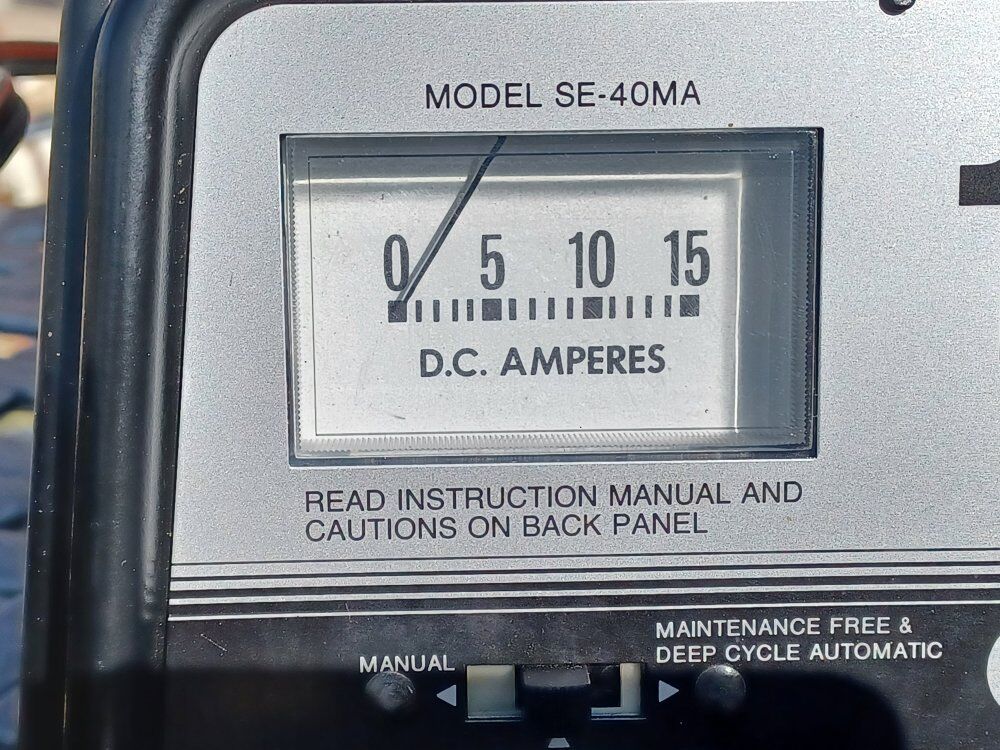 MODEL SE-40MA
0 5 10 15
D.C. AMPERES
READ INSTRUCTION MANUAL AND
CAUTIONS ON BACK PANEL
MANUAL
MAINTENANCE FREE &
DEEP CYCLE AUTOMATIC